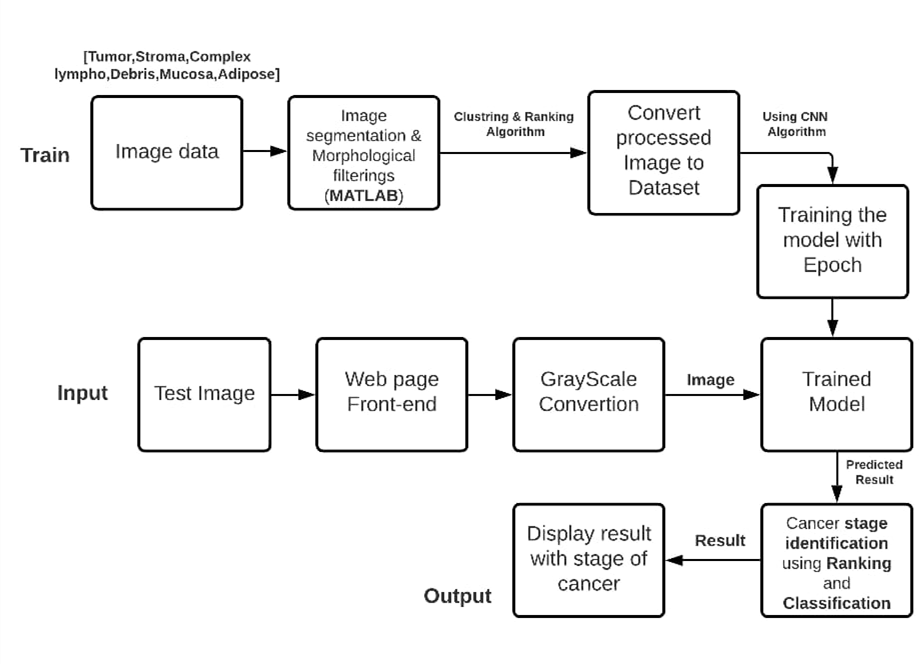 [Tumor,Stroma,Complex
lympho,Debris,Mucosa,Adipose]
Train
Image data
Image
segmentation &
Morphological
filterings
(MATLAB)
Clustring & Ranking
Algorithm
Convert
processed
Image to
Dataset
Using CNN
Algorithm
Training the
model with
Epoch
Input
Test Image
Web page
Front-end
GrayScale
Convertion
Image
Trained
Model
Predicted
Result
Cancer stage
identification
using Ranking
and
Classification
Result
Display result
with stage of
cancer
Output